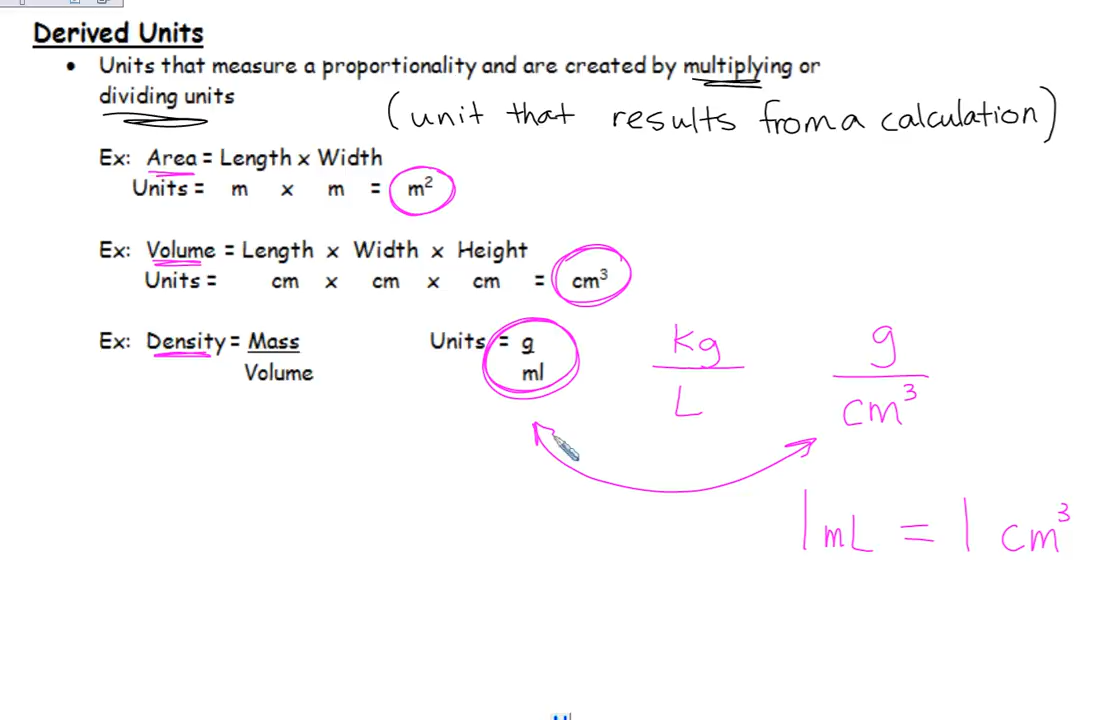 Derived Units
• Units that measure a proportionality and are created by multiplying or
dividing units
(unit that results from a calculation)
Ex: Area = Length x Width
Units = m x m = m²
Ex: Volume = Length x Width x Height
Units = cm x cm x cm = cm³
Ex: Density = Mass Units = g kg g
Volume ml L cm³
1 mL = 1 cm³